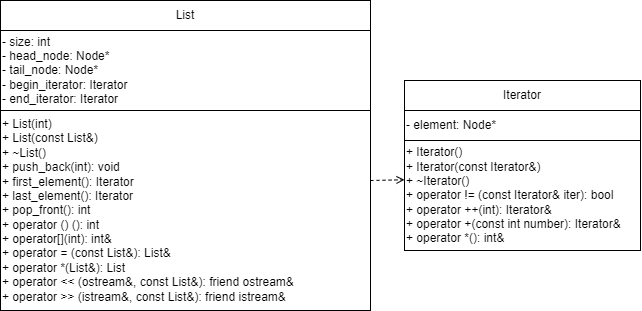 List
- size: int
- head_node: Node*
- tail_node: Node*
- begin_iterator: Iterator
- end_iterator: Iterator
+ List(int)
+ List(const List&)
+ ~List()
+ push_back(int): void
+ first_element(): Iterator
+ last_element(): Iterator
+ pop_front(): int
+ operator () (): int
+ operator[](int): int&
+ operator = (const List&): List&
+ operator *(List&): List
+ operator << (ostream&, const List&): friend ostream&
+ operator >> (istream&, const List&): friend istream&
Iterator
- element: Node*
+ Iterator()
+ Iterator(const Iterator&)
+ ~Iterator()
+ operator != (const Iterator& iter): bool
+ operator ++(int): Iterator&
+ operator +(const int number): Iterator&
+ operator *(): int&